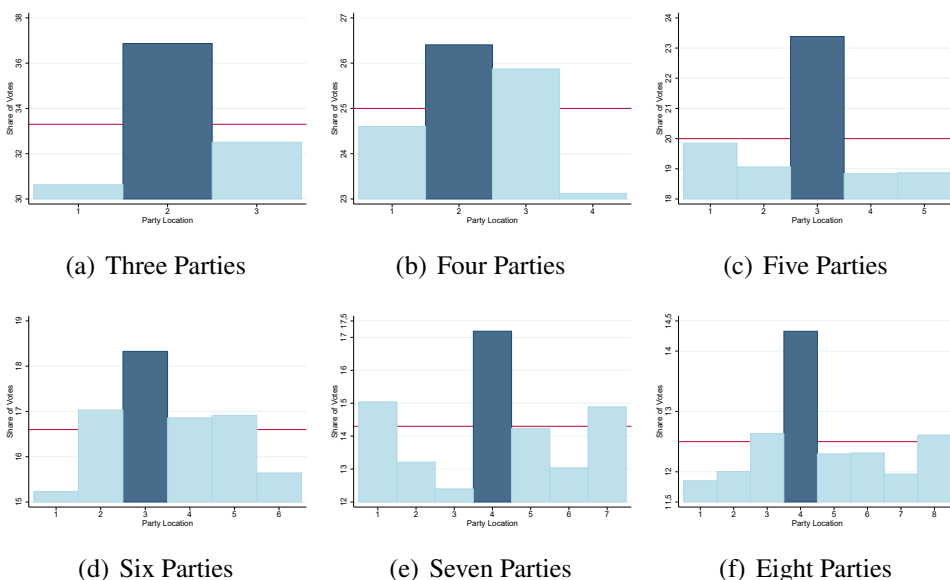 38
36
34
32
30
Share of Votes
1 2 3
Party Location
(a) Three Parties
27
26
25
24
23
Share of Votes
1 2 3 4
Party Location
(b) Four Parties
24
23
22
21
20
19
18
Share of Votes
1 2 3 4 5
Party Location
(c) Five Parties
19
18
17
16
15
Share of Votes
1 2 3 4 5 6
Party Location
(d) Six Parties
17.5
17
16
15
14
13
12
Share of Votes
1 2 3 4 5 6 7
Party Location
(e) Seven Parties
14.5
14
13
12
11.5
Share of Votes
1 2 3 4 5 6 7 8
Party Location
(f) Eight Parties